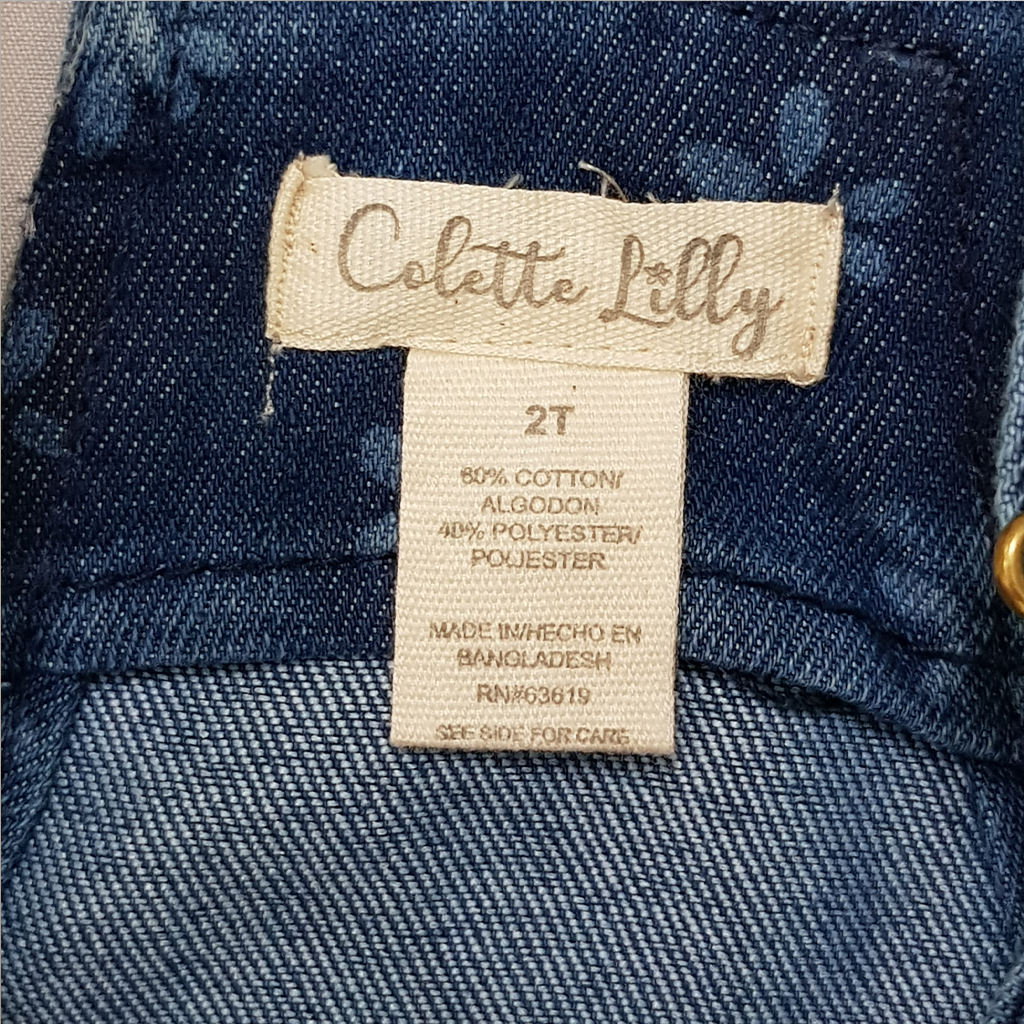 Colette Lilly
2T
60% COTTON/
ALGODON
40% POLYESTER/
POLIESTER
MADE IN/HECHO EN
BANGLADESH
RN#63619
SEE SIDE FOR CARE